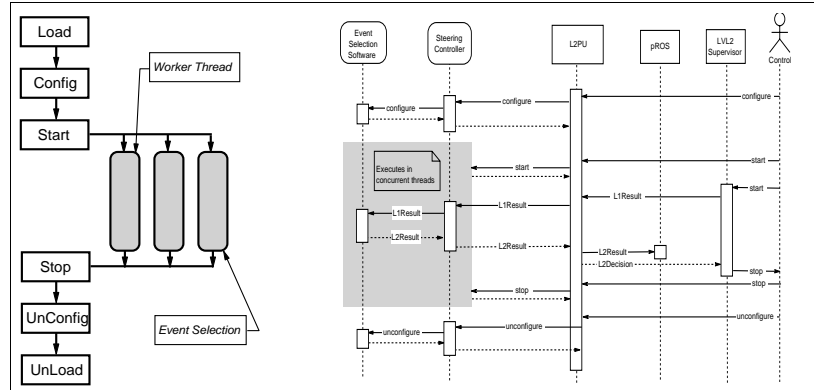 Load
Config
Start
Stop
UnConfig
UnLoad
Worker Thread
Event Selection
Event
Selection
Software
Steering
Controller
L2PU
pROS
LVL2
Supervisor
Control
configure
configure
configure
Executes in
concurrent threads
start
start
start
L1Result
L1Result
L1Result
L2Result
L2Result
L2Result
L2Decision
stop
stop
stop
unconfigure
unconfigure
unconfigure